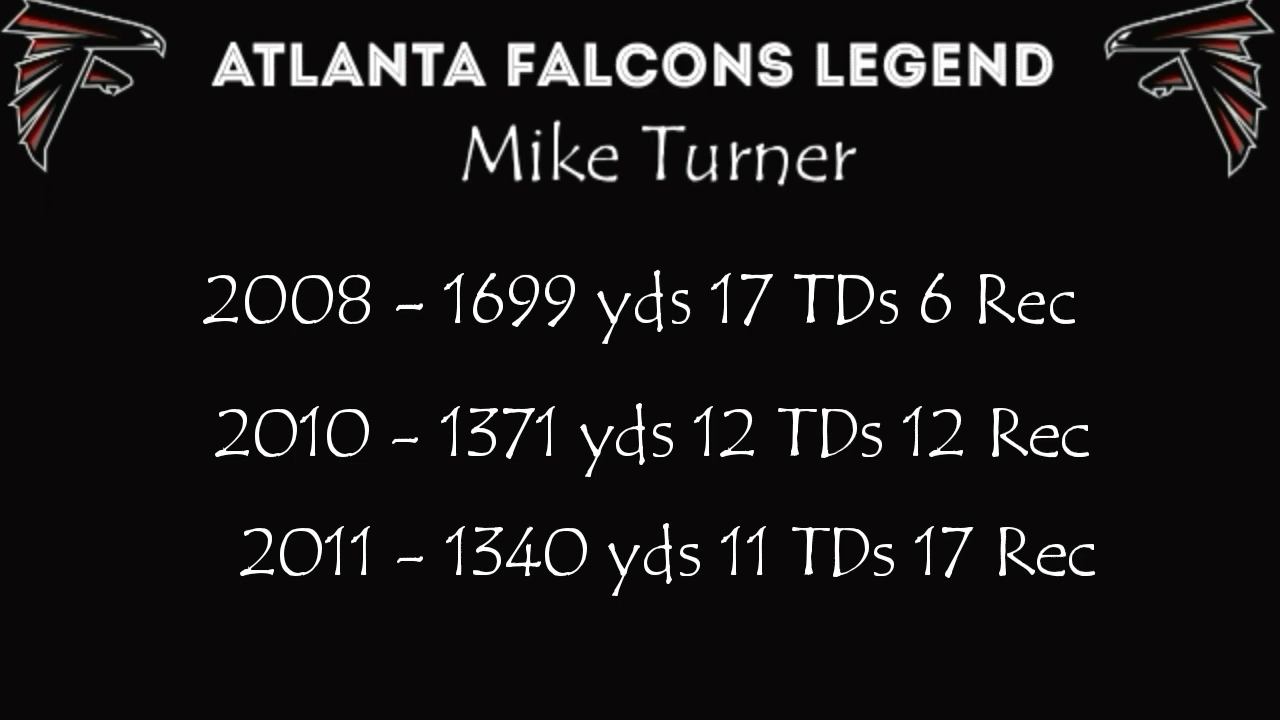 ATLANTA FALCONS LEGEND
Mike Turner
2008 - 1699 yds 17 TDs 6 Rec
2010 - 1371 yds 12 TDs 12 Rec
2011 - 1340 yds 11 TDs 17 Rec